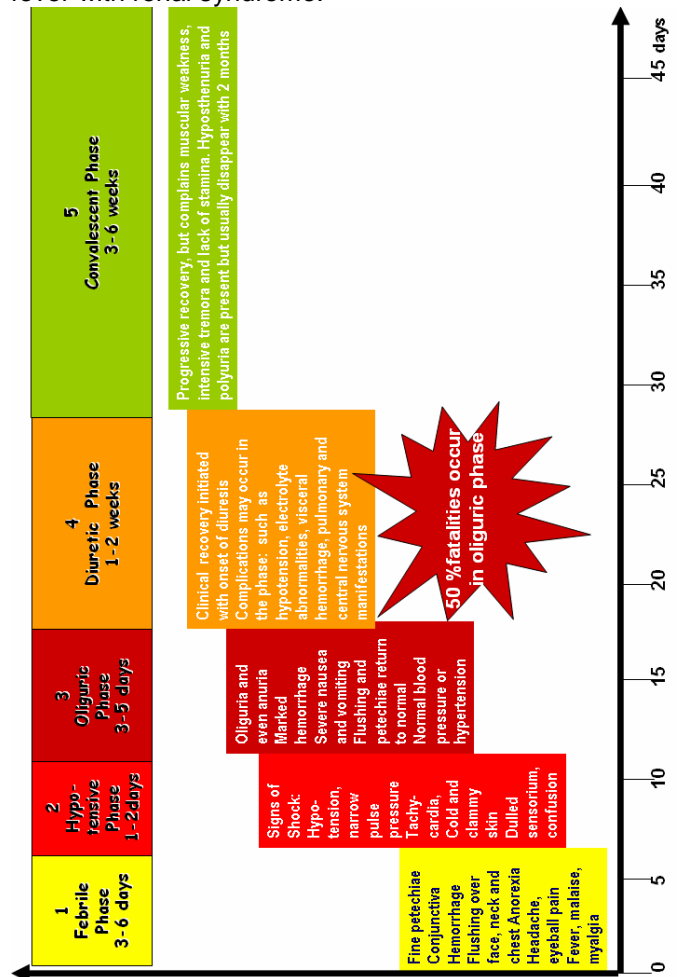 fever with renal syndrome.
1
Febrile
Phase
3-6 days
2
Hypo-
tensive
Phase
1-2days
3
Oliguric
Phase
3-5 days
4
Diuretic Phase
1-2 weeks
5
Convalescent Phase
3-6 weeks
Fine petechiae
Conjunctiva
Hemorrhage
Flushing over
face, neck and
chest Anorexia
Headache,
eyeball pain
Fever, malaise,
myalgia
Signs of
Shock:
Hypo-
tension,
narrow
pulse
pressure
Tachy-
cardia,
Cold and
clammy
skin
Dulled
sensorium,
confusion
Oliguria and
even anuria
Marked
hemorrhage
Severe nausea
and vomitting
Flushing and
petechiae return
to normal
Normal blood
pressure or
hypertension
Clinical recovery initiated
with onset of diuresis
Complications may occur in
the phase: such as
hypotension, electrolyte
abnormalities, visceral
hemorrhage, pulmonary and
central nervous system
manifestations
Progressive recovery, but complains muscular weakness,
intensive tremora and lack of stamina. Hyposthenuria and
polyuria are present but usually disappear with 2 months
50 %fatalities occur
in oliguric phase
0
5
10
15
20
25
30
35
40
45 days